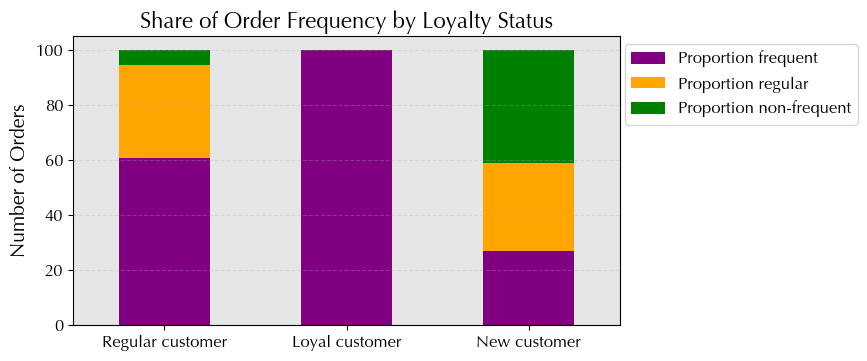 Share of Order Frequency by Loyalty Status
Number of Orders
100
80
60
40
20
0
Regular customer
Loyal customer
New customer
Proportion frequent
Proportion regular
Proportion non-frequent